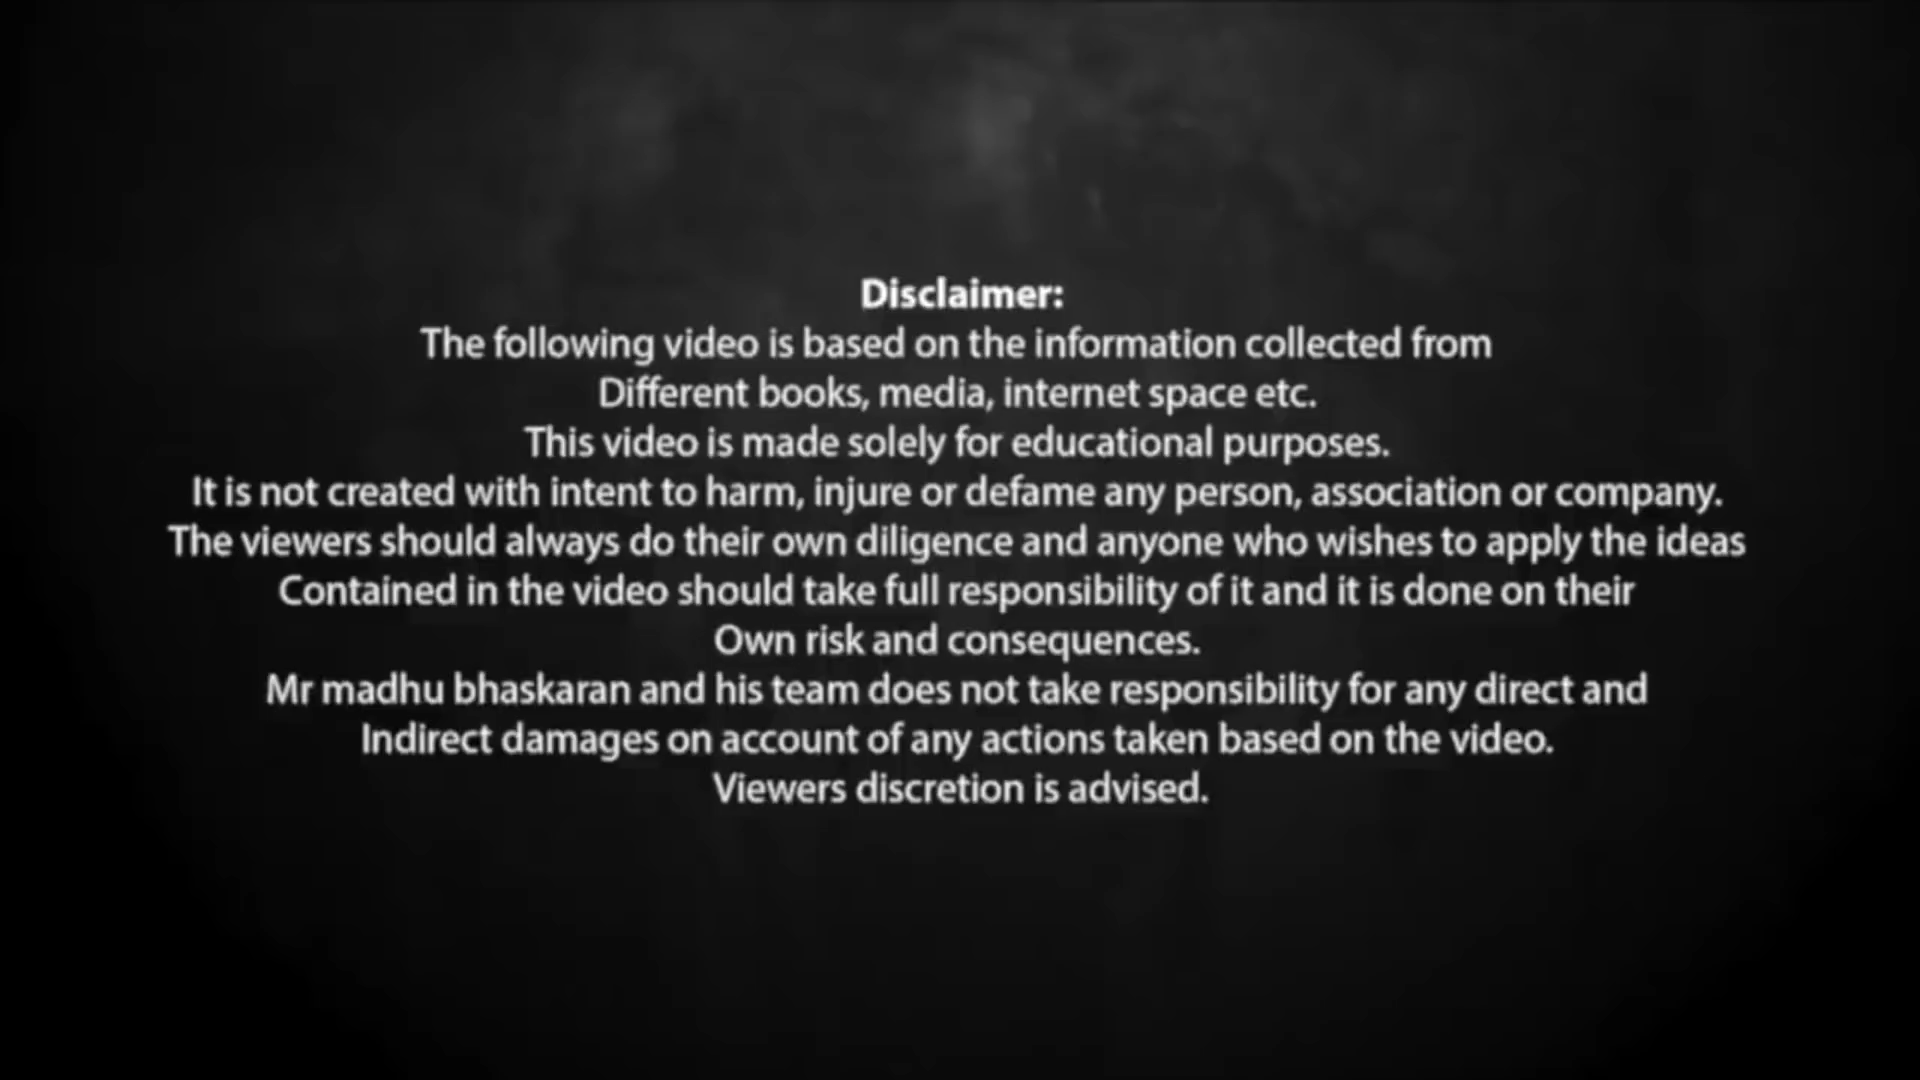 Disclaimer:
The following video is based on the information collected from
Different books, media, internet space etc.
This video is made solely for educational purposes.
It is not created with intent to harm, injure or defame any person, association or company.
The viewers should always do their own diligence and anyone who wishes to apply the ideas
Contained in the video should take full responsibility of it and it is done on their
Own risk and consequences.
Mr madhu bhaskaran and his team does not take responsibility for any direct and
Indirect damages on account of any actions taken based on the video.
Viewers discretion is advised.